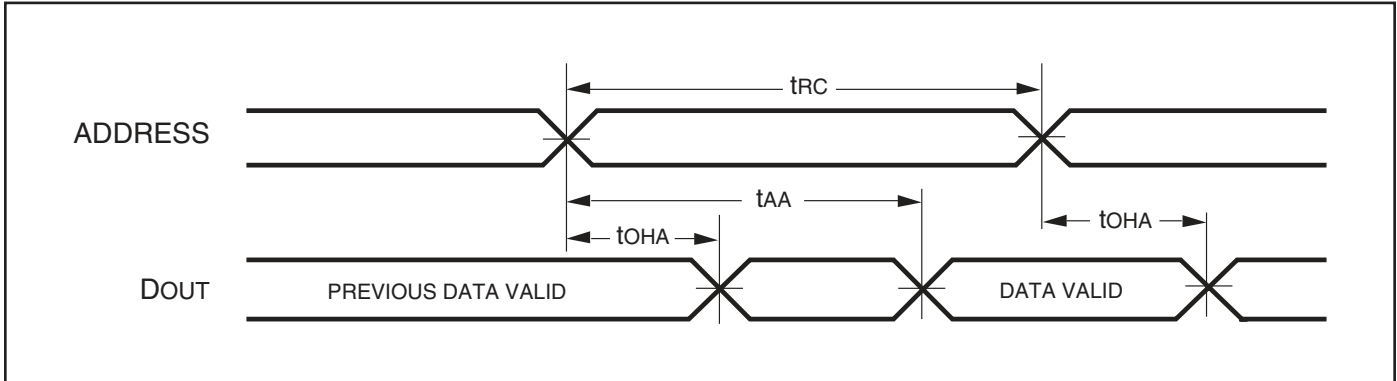 tRC
ADDRESS
tAA
tOHA
tOHA
DOUT
PREVIOUS DATA VALID
DATA VALID